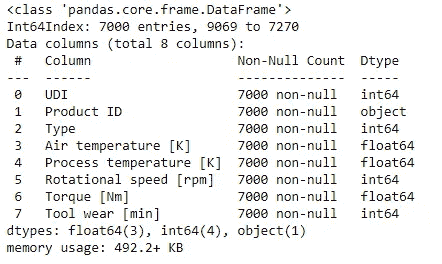 <class 'pandas.core.frame.DataFrame'>
Int64Index: 7000 entries, 9069 to 7270
Data columns (total 8 columns):
 #   Column                   Non-Null Count  Dtype
---  ------                   --------------  -----
 0   UDI                      7000 non-null   int64
 1   Product ID               7000 non-null   object
 2   Type                     7000 non-null   int64
 3   Air temperature [K]      7000 non-null   float64
 4   Process temperature [K]  7000 non-null   float64
 5   Rotational speed [rpm]   7000 non-null   int64
 6   Torque [Nm]              7000 non-null   float64
 7   Tool wear [min]          7000 non-null   int64
dtypes: float64(3), int64(4), object(1)
memory usage: 492.2+ KB